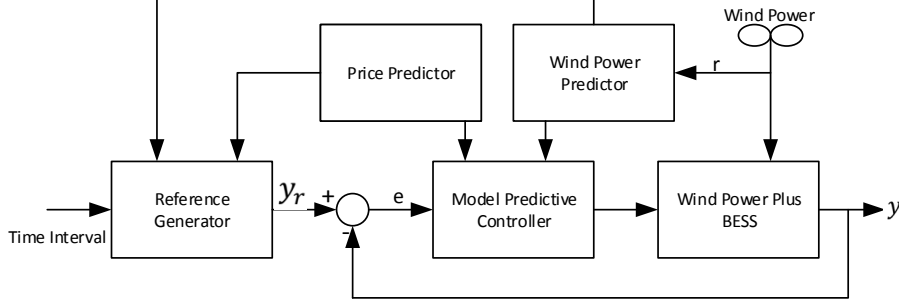 Wind Power
Price Predictor
Wind Power
Predictor
r
Reference
Generator
y_r
+
-
e
Model Predictive
Controller
Wind Power Plus
BESS
y
Time Interval